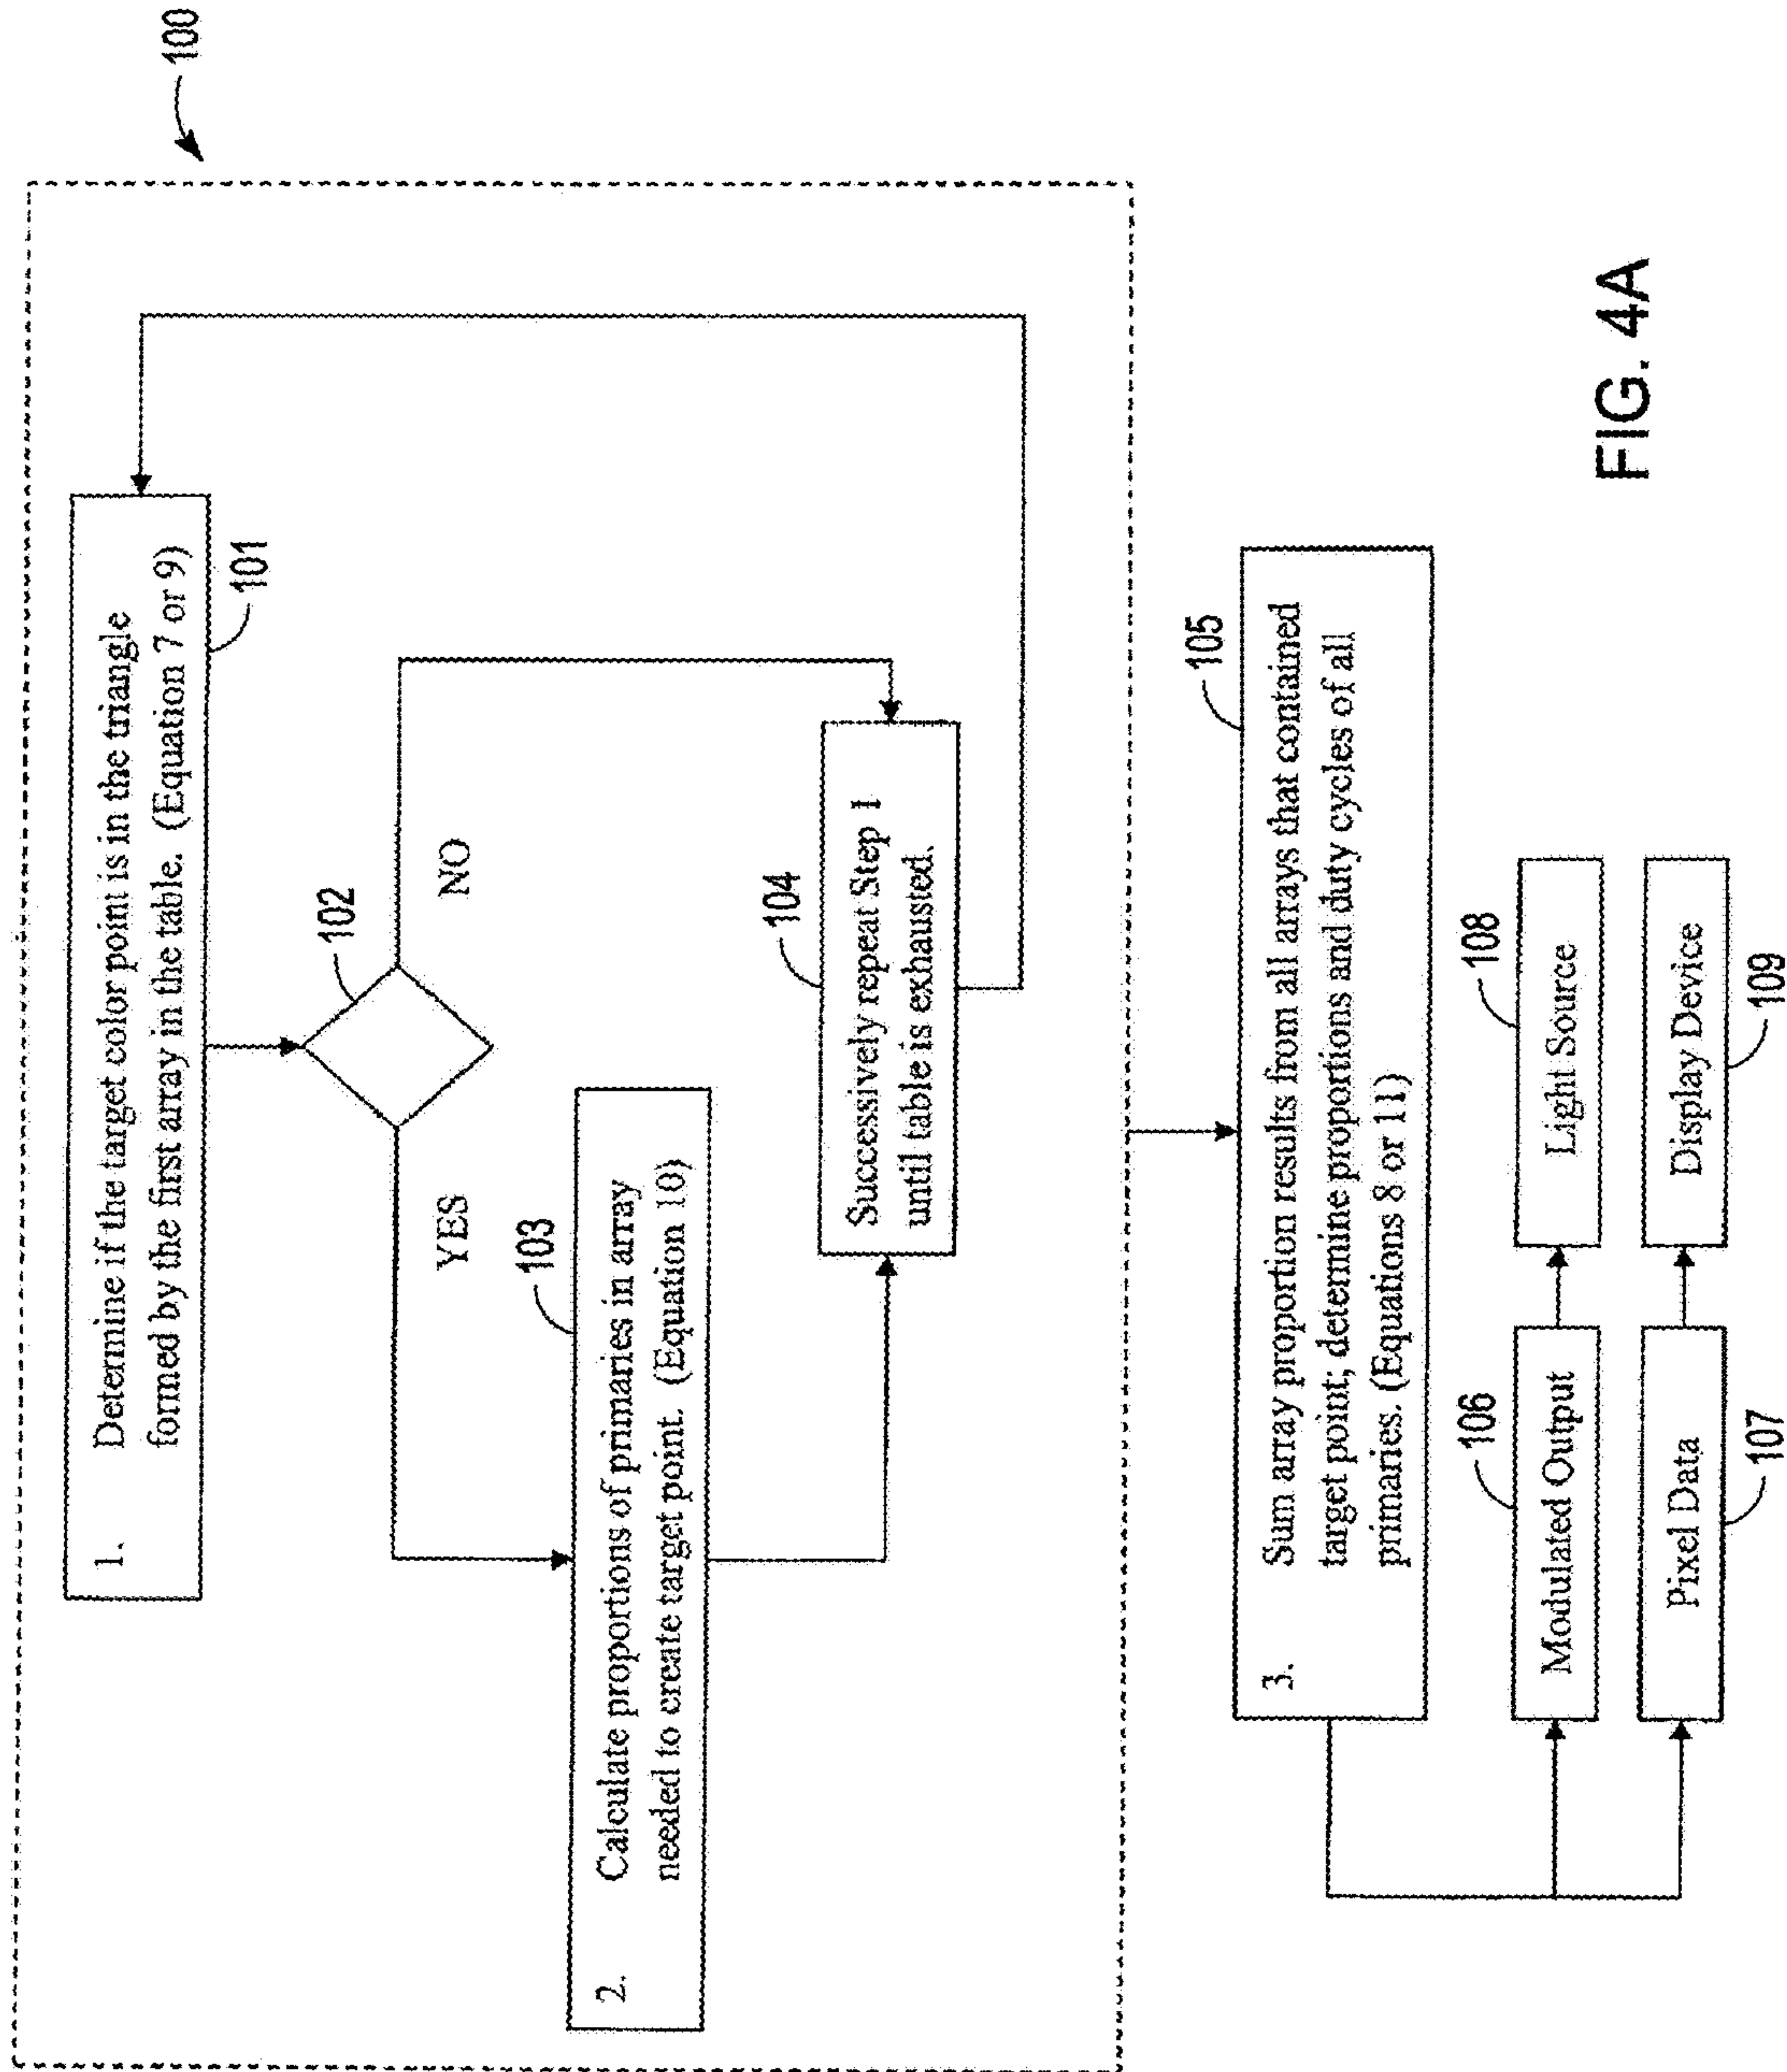 100
1. Determine if the target color point is in the triangle
formed by the first array in the table. (Equation 7 or 9)
101
102
YES
NO
103
2. Calculate proportions of primaries in array
needed to create target point. (Equation 10)
104
Successively repeat Step 1
until table is exhausted.
105
3. Sum array proportion results from all arrays that contained
target point; determine proportions and duty cycles of all
primaries. (Equations 8 or 11)
106
Modulated Output
108
Light Source
Pixel Data
107
Display Device
109
FIG. 4A